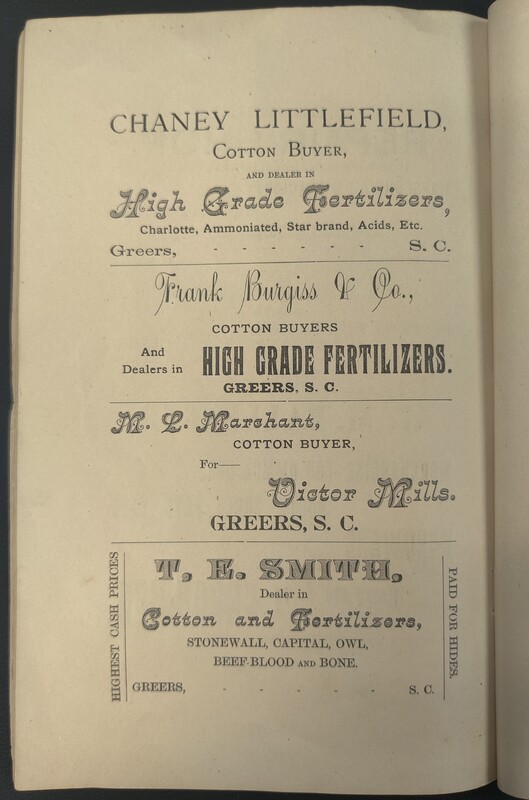 CHANEY LITTLEFIELD,
COTTON BUYER,
AND DEALER IN
High Grade Fertilizers,
Charlotte, Ammoniated, Star brand, Acids, Etc.
Greers, - - - - - - S. C.
Frank Burgiss & Co.,
COTTON BUYERS
And
Dealers in HIGH GRADE FERTILIZERS.
GREERS, S. C.
M. L. Marchant,
COTTON BUYER,
For—
Victor Mills.
GREERS, S. C.
HIGHEST CASH PRICES
T. E. SMITH,
Dealer in
Cotton and Fertilizers,
STONEWALL, CAPITAL, OWL,
BEEF-BLOOD AND BONE.
GREERS, - - - - - S. C.
PAID FOR HIDES.